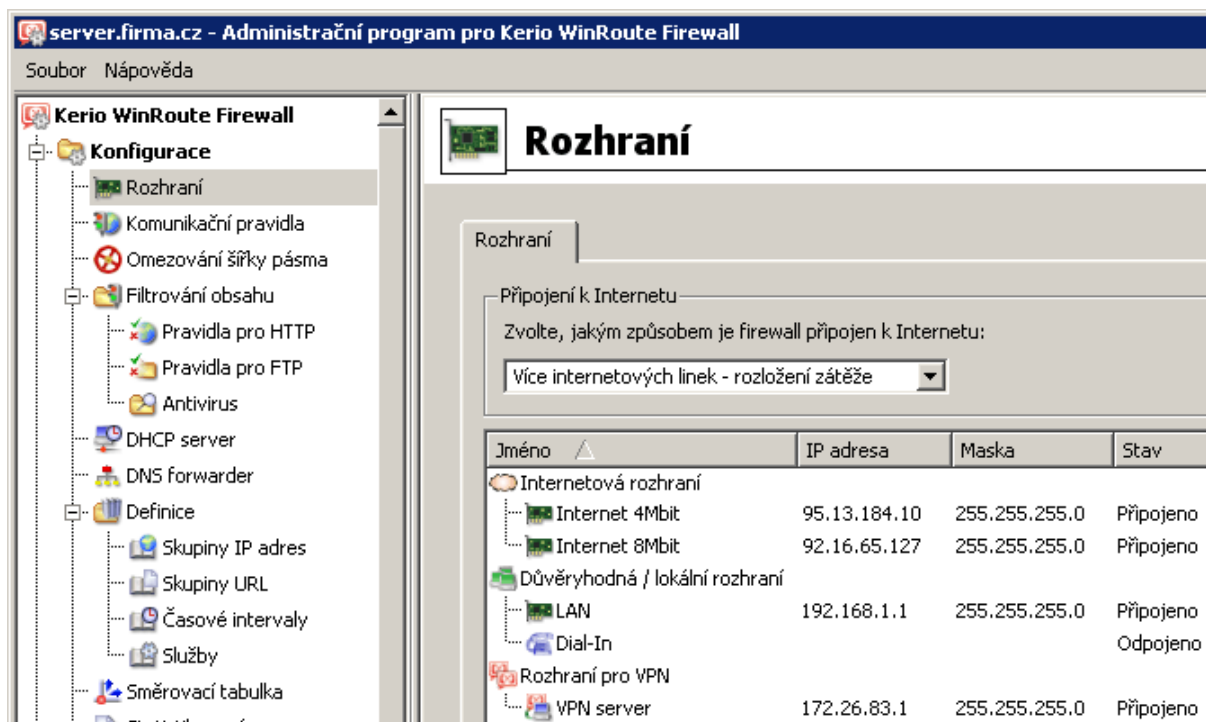 server.firma.cz - Administrační program pro Kerio WinRoute Firewall
Soubor Nápověda
Kerio WinRoute Firewall
Konfigurace
Rozhraní
Komunikační pravidla
Omezování šířky pásma
Filtrování obsahu
Pravidla pro HTTP
Pravidla pro FTP
Antivirus
DHCP server
DNS forwarder
Definice
Skupiny IP adres
Skupiny URL
Časové intervaly
Služby
Směrovací tabulka
Rozhraní
Rozhraní
Připojení k Internetu
Zvolte, jakým způsobem je firewall připojen k Internetu:
Více internetových linek - rozložení zátěže
Jméno IP adresa Maska Stav
Internetová rozhraní
Internet 4Mbit 95.13.184.10 255.255.255.0 Připojeno
Internet 8Mbit 92.16.65.127 255.255.255.0 Připojeno
Důvěryhodná / lokální rozhraní
LAN 192.168.1.1 255.255.255.0 Připojeno
Dial-In Odpojeno
Rozhraní pro VPN
VPN server 172.26.83.1 255.255.255.0 Připojeno